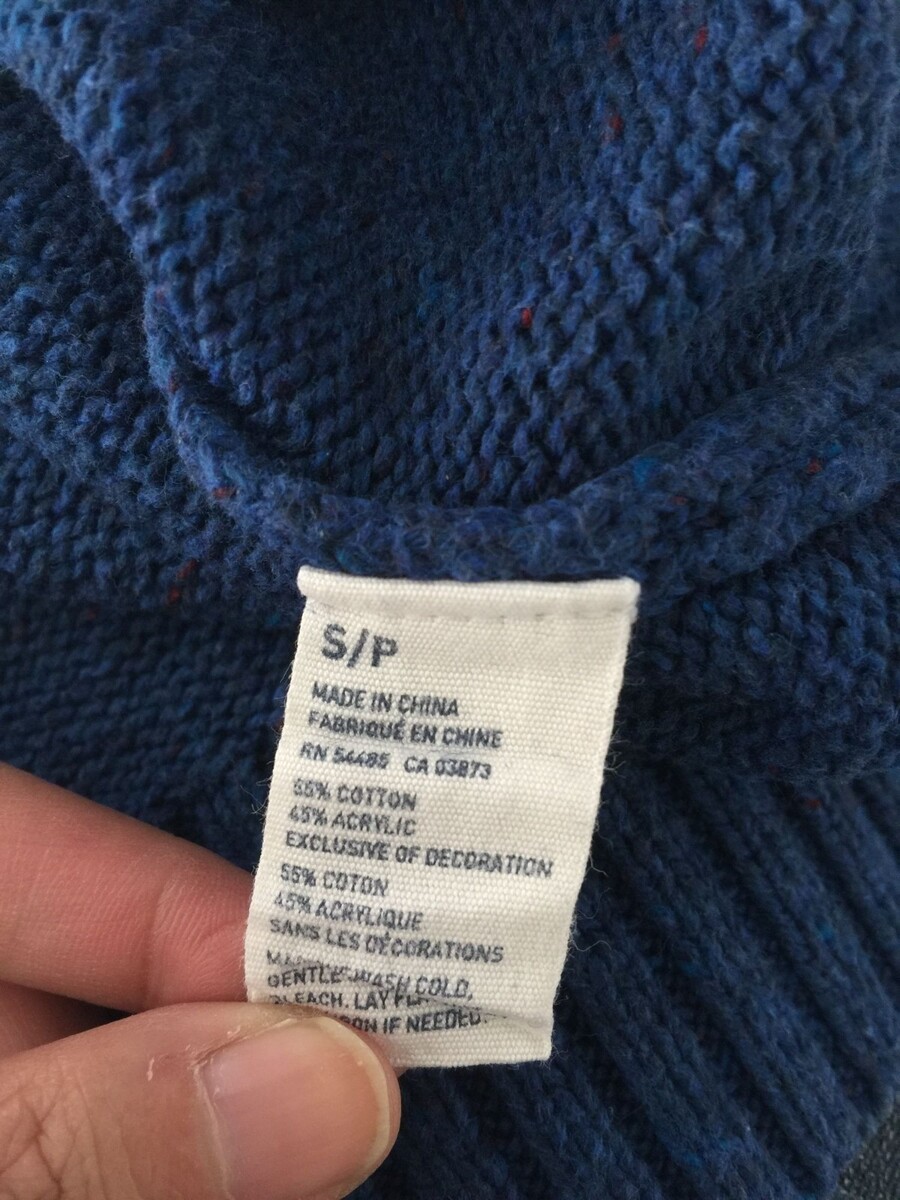 S/P
MADE IN CHINA
FABRIQUÉ EN CHINE
RN 54485 CA 03873
55% COTTON
45% ACRYLIC
EXCLUSIVE OF DECORATION
55% COTON
45% ACRYLIQUE
SANS LES DÉCORATIONS
GENTLE WASH COLD,
BLEACH. LAY
IF NEEDED.